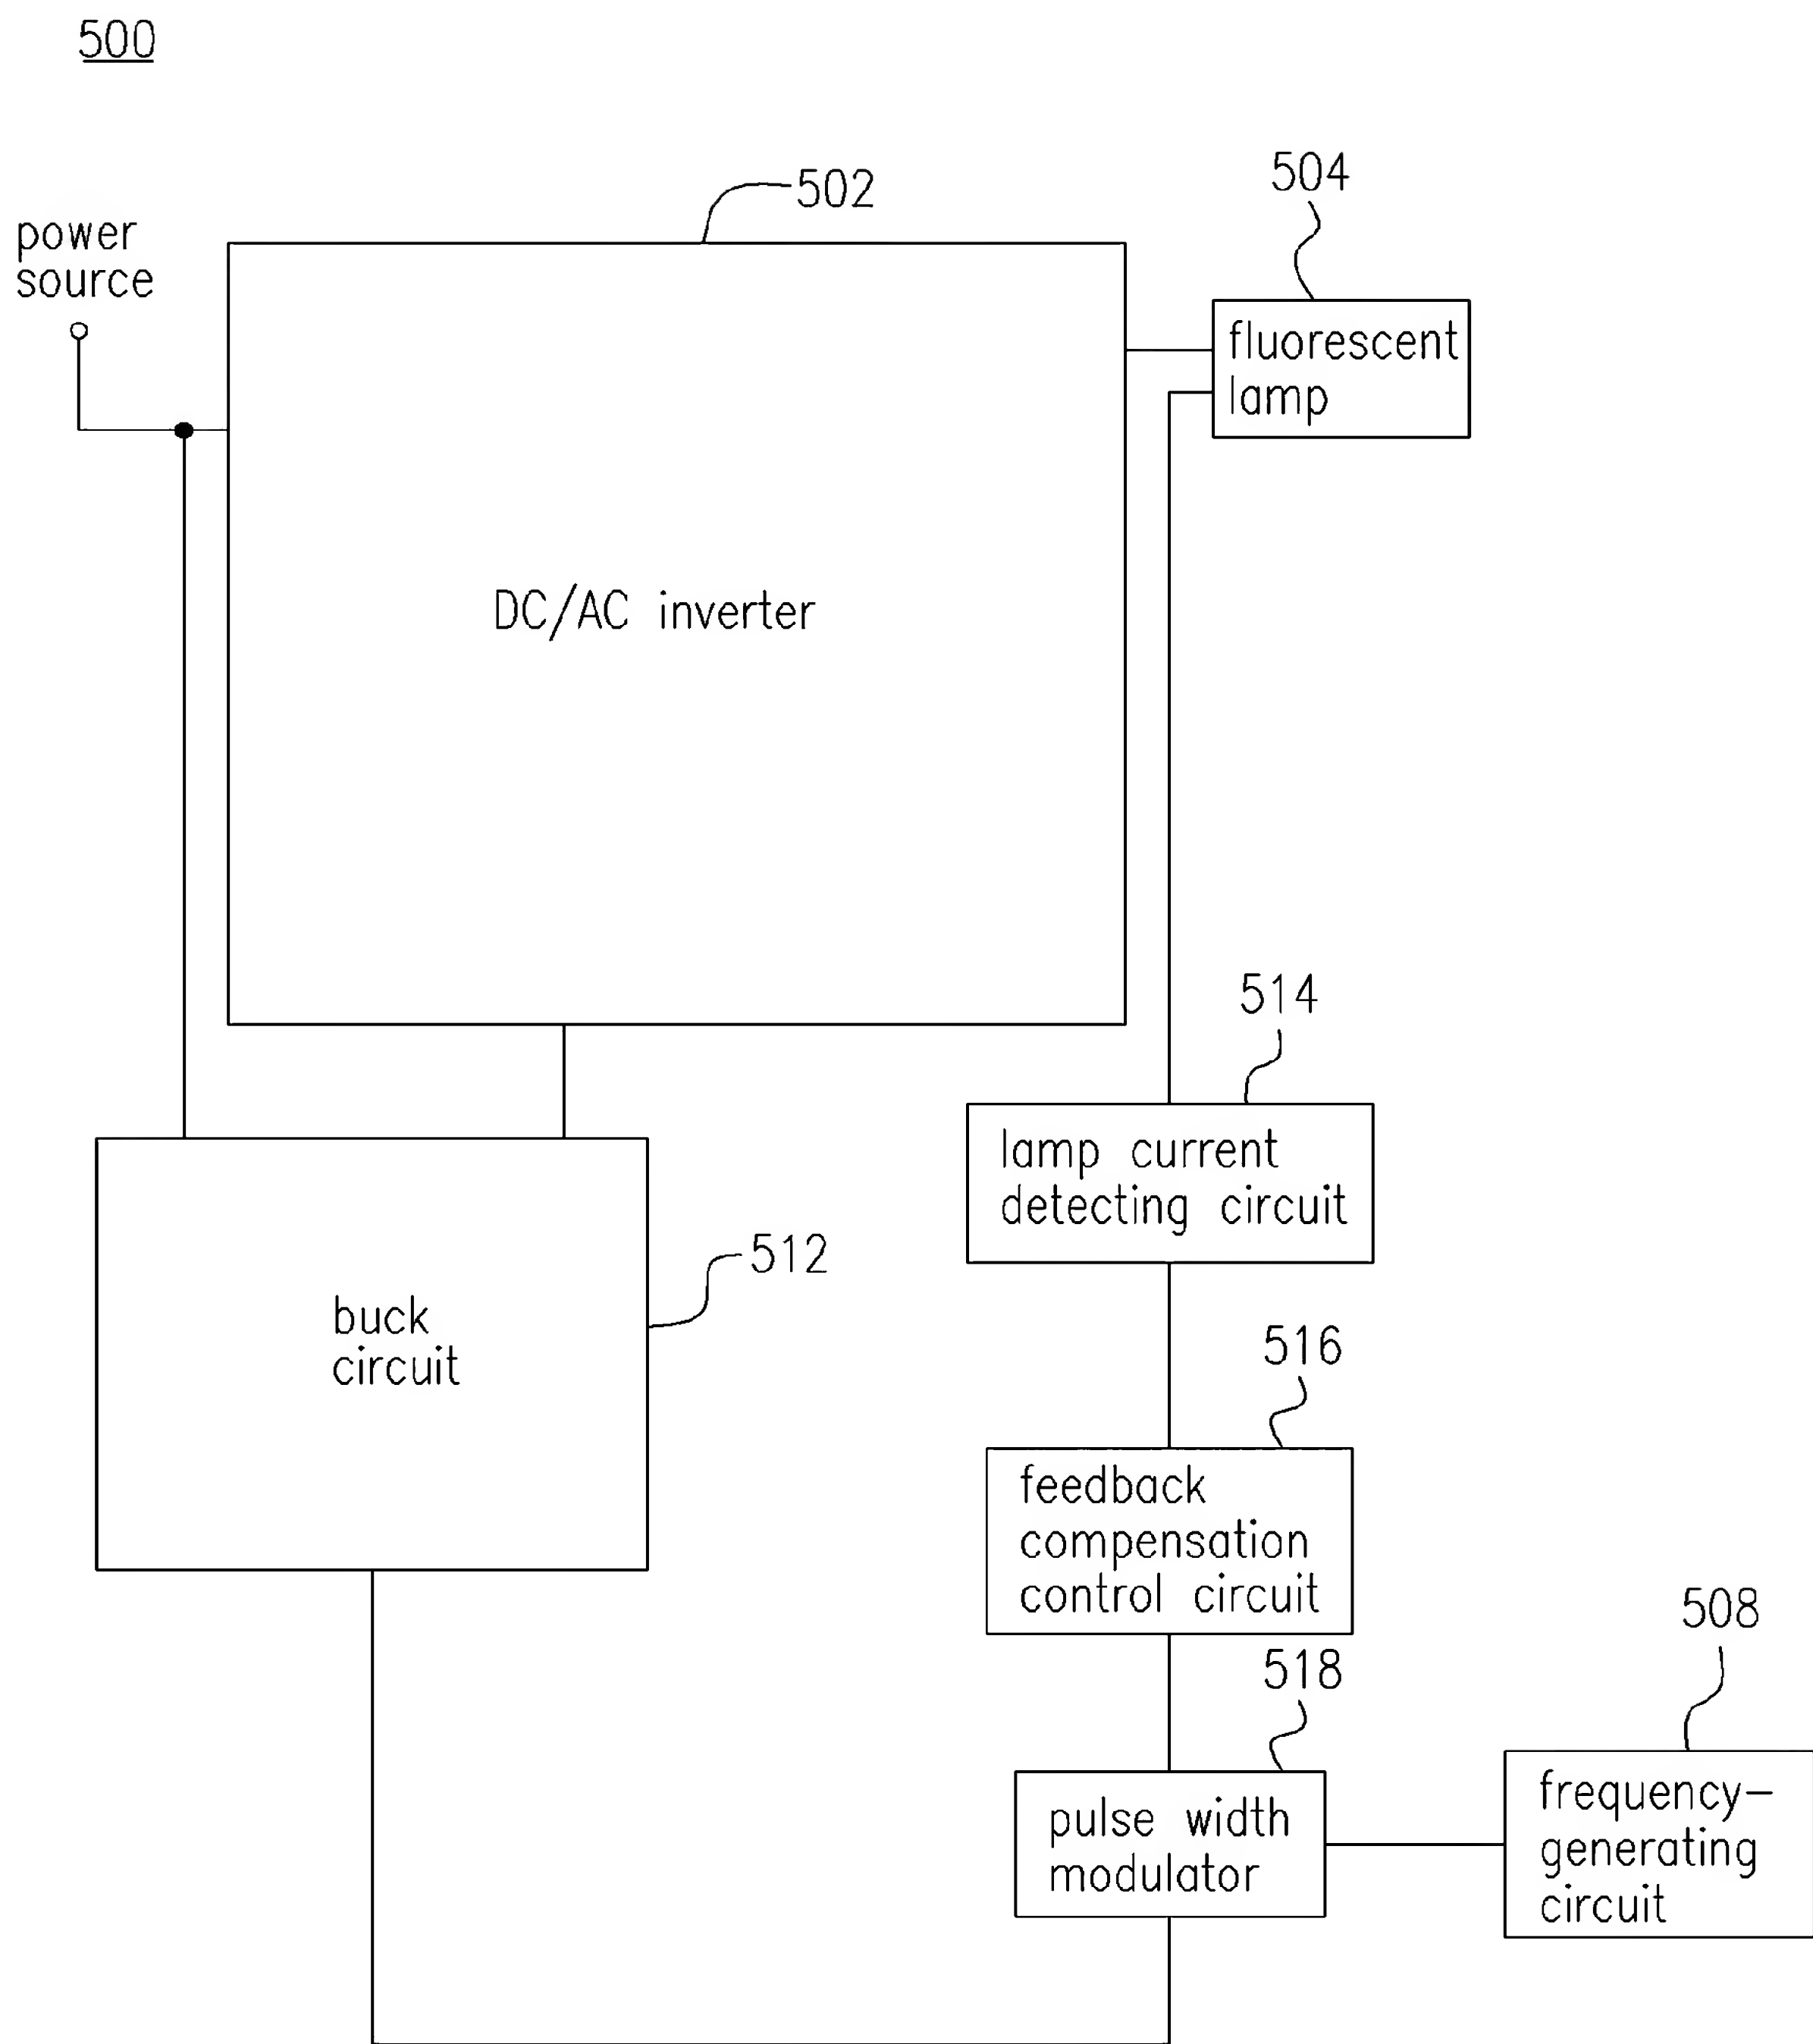 500
502
504
power
source
fluorescent
lamp
DC/AC inverter
514
lamp current
detecting circuit
512
buck
circuit
516
feedback
compensation
control circuit
508
518
frequency-
generating
circuit
pulse width
modulator